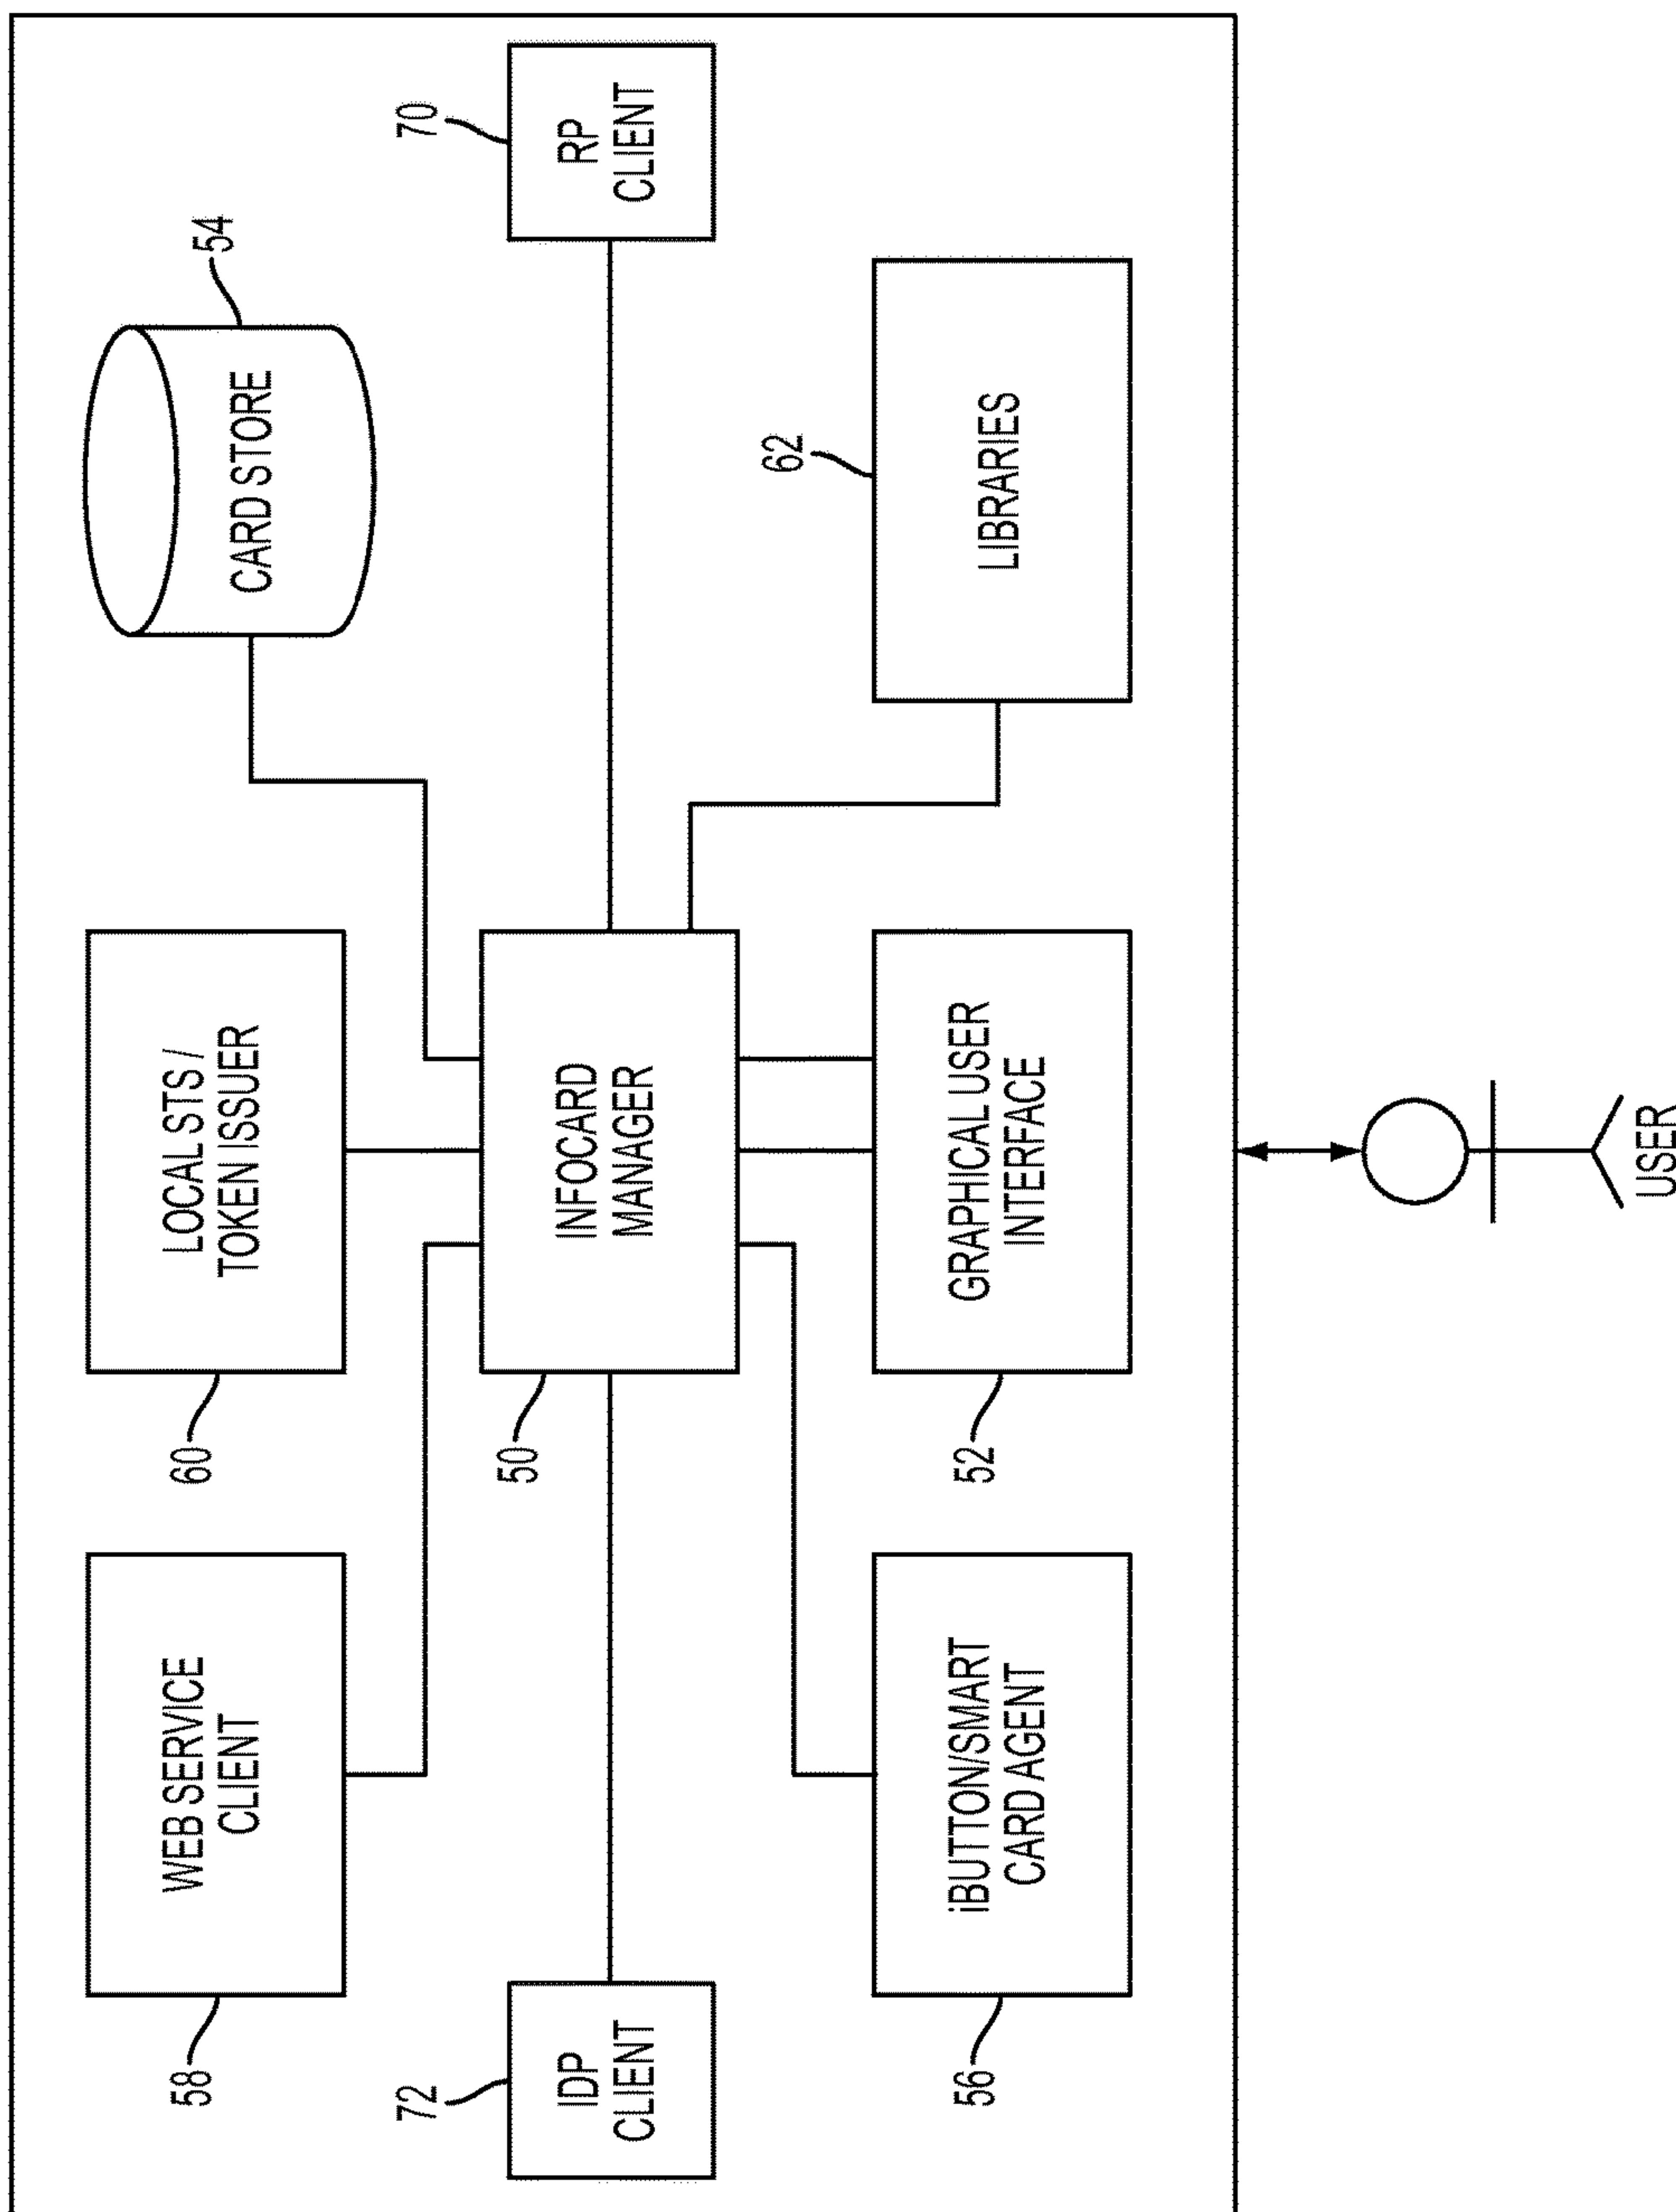 58
WEB SERVICE
CLIENT
60
LOCAL STS /
TOKEN ISSUER
54
CARD STORE
72
IDP
CLIENT
50
INFOCARD
MANAGER
70
RP
CLIENT
56
iBUTTON/SMART
CARD AGENT
52
GRAPHICAL USER
INTERFACE
62
LIBRARIES
USER